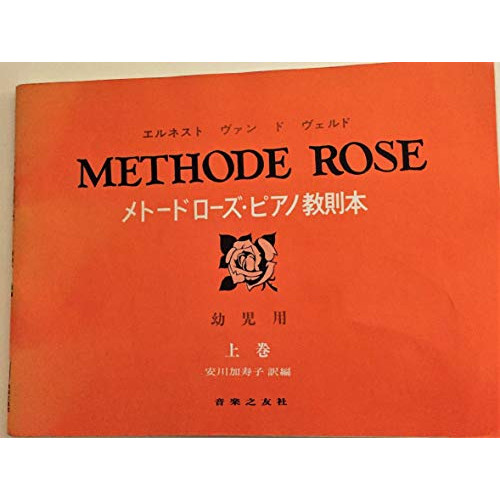 エルネスト ヴァン ド ヴェルド
METHODE ROSE
メトードローズ・ピアノ教則本
幼児用
上巻
安川加寿子訳編
音楽之友社